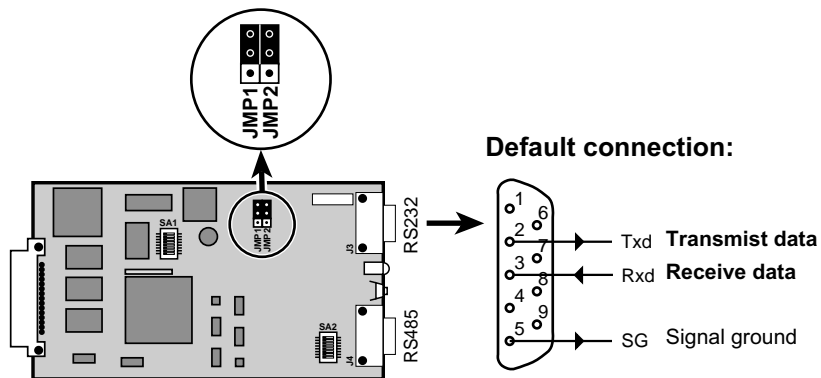 JMP1
JMP2
Default connection:
SA1
JMP1
JMP2
J3
RS232
SA2
J4
RS485
1
6
2
7
3
8
4
9
5
Txd Transmist data
Rxd Receive data
SG Signal ground